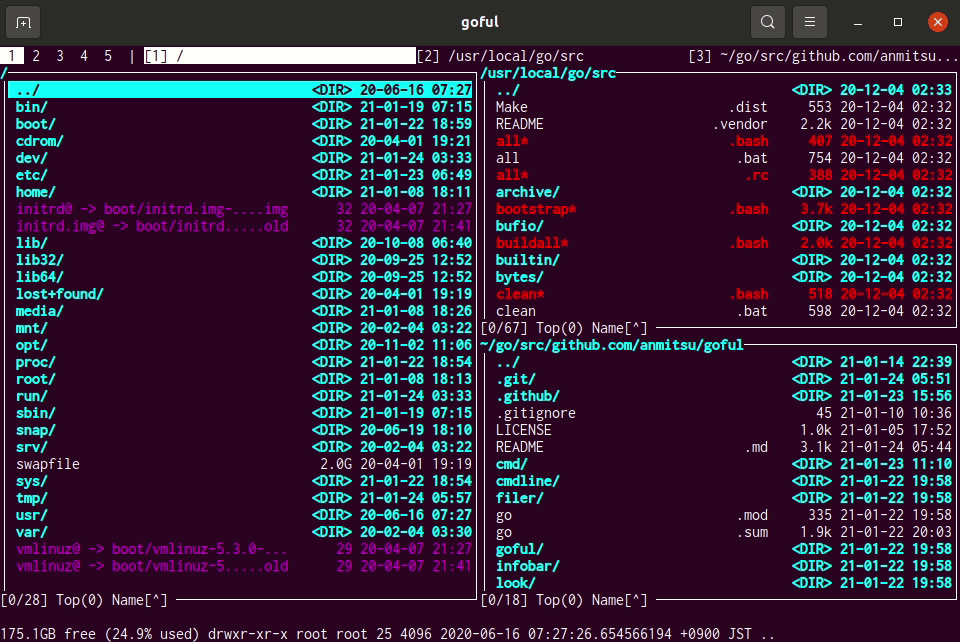 goful
1 2 3 4 5 | [1] / [2] /usr/local/go/src [3] ~/go/src/github.com/anmitsu...
/
../ <DIR> 20-06-16 07:27
bin/ <DIR> 21-01-19 07:15
boot/ <DIR> 21-01-22 18:59
cdrom/ <DIR> 20-04-01 19:21
dev/ <DIR> 21-01-24 03:33
etc/ <DIR> 21-01-23 06:49
home/ <DIR> 21-01-08 18:11
initrd@ -> boot/initrd.img-....img 32 20-04-07 21:27
initrd.img@ -> boot/initrd.....old 32 20-04-07 21:41
lib/ <DIR> 20-10-08 06:40
lib32/ <DIR> 20-09-25 12:52
lib64/ <DIR> 20-09-25 12:52
lost+found/ <DIR> 20-04-01 19:19
media/ <DIR> 21-01-08 18:26
mnt/ <DIR> 20-02-04 03:22
opt/ <DIR> 20-11-02 11:06
proc/ <DIR> 21-01-22 18:54
root/ <DIR> 21-01-08 18:13
run/ <DIR> 21-01-24 03:33
sbin/ <DIR> 21-01-19 07:15
snap/ <DIR> 20-06-19 18:10
srv/ <DIR> 20-02-04 03:22
swapfile 2.0G 20-04-01 19:19
sys/ <DIR> 21-01-22 18:54
tmp/ <DIR> 21-01-24 05:57
usr/ <DIR> 20-06-16 07:27
var/ <DIR> 20-02-04 03:30
vmlinuz@ -> boot/vmlinuz-5.3.0-... 29 20-04-07 21:27
vmlinuz@ -> boot/vmlinuz-5.....old 29 20-04-07 21:41
[0/28] Top(0) Name[^]
/usr/local/go/src
../ <DIR> 20-12-04 02:33
Make .dist 553 20-12-04 02:32
README .vendor 2.2k 20-12-04 02:32
all* .bash 407 20-12-04 02:32
all .bat 754 20-12-04 02:32
all* .rc 388 20-12-04 02:32
archive/ <DIR> 20-12-04 02:32
bootstrap* .bash 3.7k 20-12-04 02:32
bufio/ <DIR> 20-12-04 02:32
buildall* .bash 2.0k 20-12-04 02:32
builtin/ <DIR> 20-12-04 02:32
bytes/ <DIR> 20-12-04 02:32
clean* .bash 518 20-12-04 02:32
clean .bat 598 20-12-04 02:32
[0/67] Top(0) Name[^]
~/go/src/github.com/anmitsu/goful
../ <DIR> 21-01-14 22:39
.git/ <DIR> 21-01-24 05:51
.github/ <DIR> 21-01-23 15:56
.gitignore 45 21-01-10 10:36
LICENSE 1.0k 21-01-05 17:52
README .md 3.1k 21-01-24 05:44
cmd/ <DIR> 21-01-23 11:10
cmdline/ <DIR> 21-01-22 19:58
filer/ <DIR> 21-01-22 19:58
go .mod 335 21-01-22 19:58
go .sum 1.9k 21-01-22 20:03
goful/ <DIR> 21-01-22 19:58
infobar/ <DIR> 21-01-22 19:58
look/ <DIR> 21-01-22 19:58
[0/18] Top(0) Name[^]
175.1GB free (24.9% used) drwxr-xr-x root root 25 4096 2020-06-16 07:27:26.654566194 +0900 JST ..